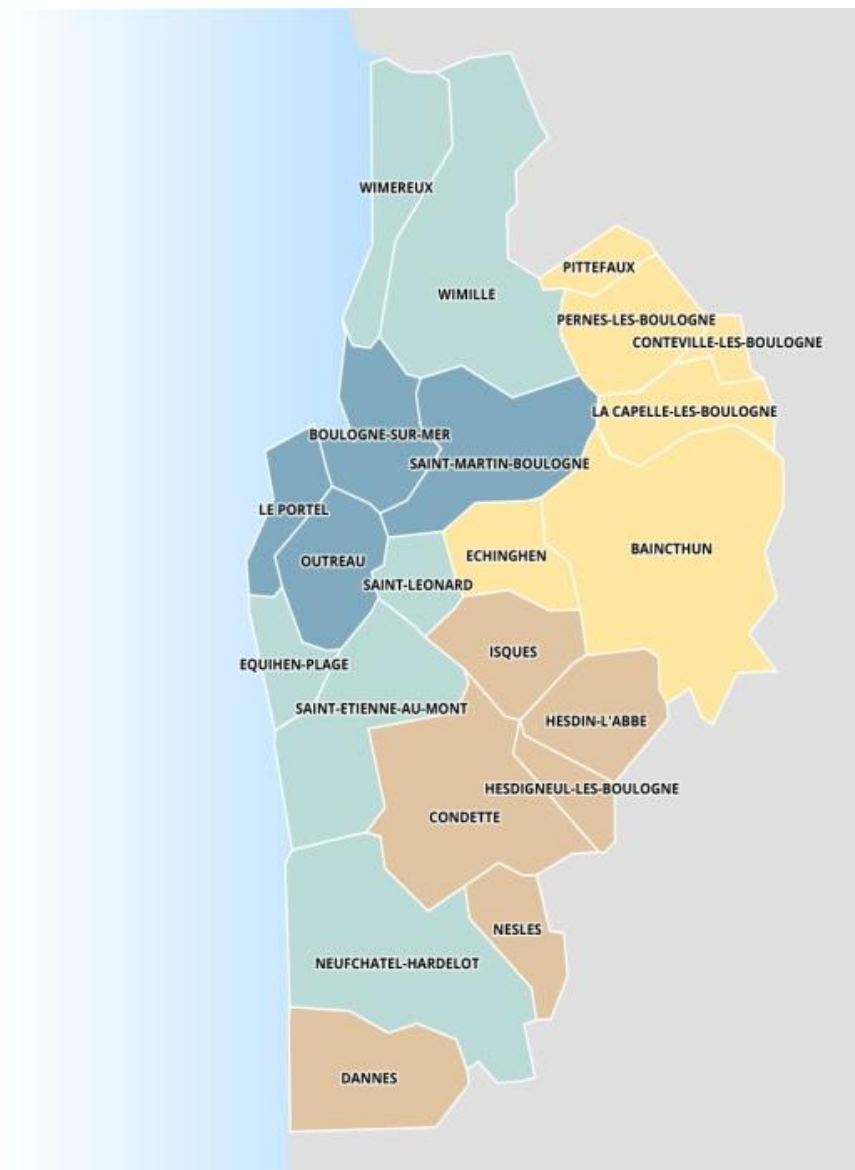 WIMEREUX
PITTEFAUX
WIMILLE
PERNES-LES-BOULOGNE
CONTEVILLE-LES-BOULOGNE
LA CAPELLE-LES-BOULOGNE
BOULOGNE-SUR-MER
SAINT-MARTIN-BOULOGNE
LE PORTEL
BAINCTHUN
ECHINGHEN
OUTREAU
SAINT-LEONARD
ISQUES
EQUIHEN-PLAGE
SAINT-ETIENNE-AU-MONT
HESDIN-L'ABBE
HESDIGNEUL-LES-BOULOGNE
CONDETTE
NESLES
NEUFCHATEL-HARDELOT
DANNES